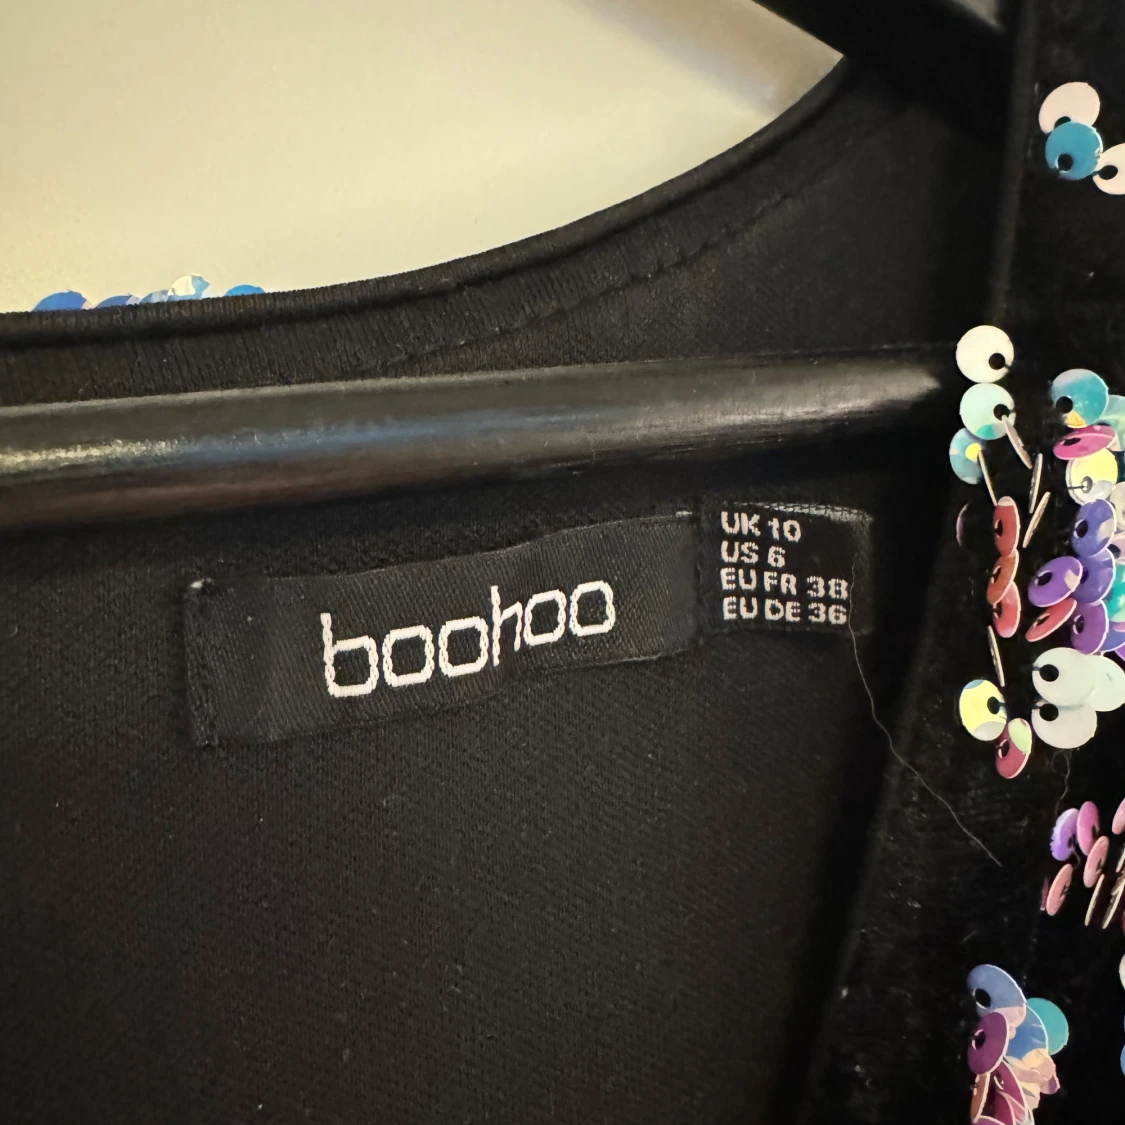 boohoo
UK 10
US 6
EU FR 38
EU DE 36